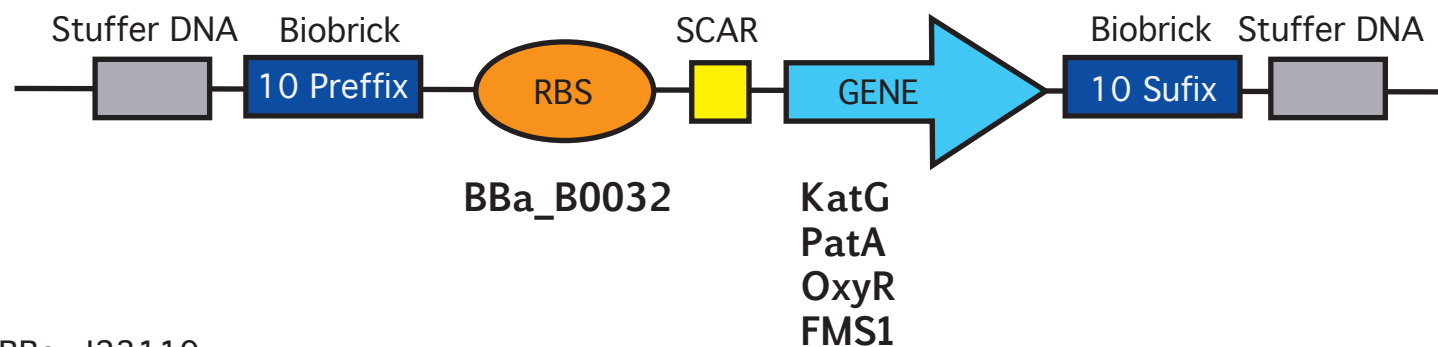 Stuffer DNA Biobrick SCAR Biobrick Stuffer DNA
10 Preffix RBS GENE 10 Sufix
BBa_B0032 KatG
PatA
OxyR
FMS1